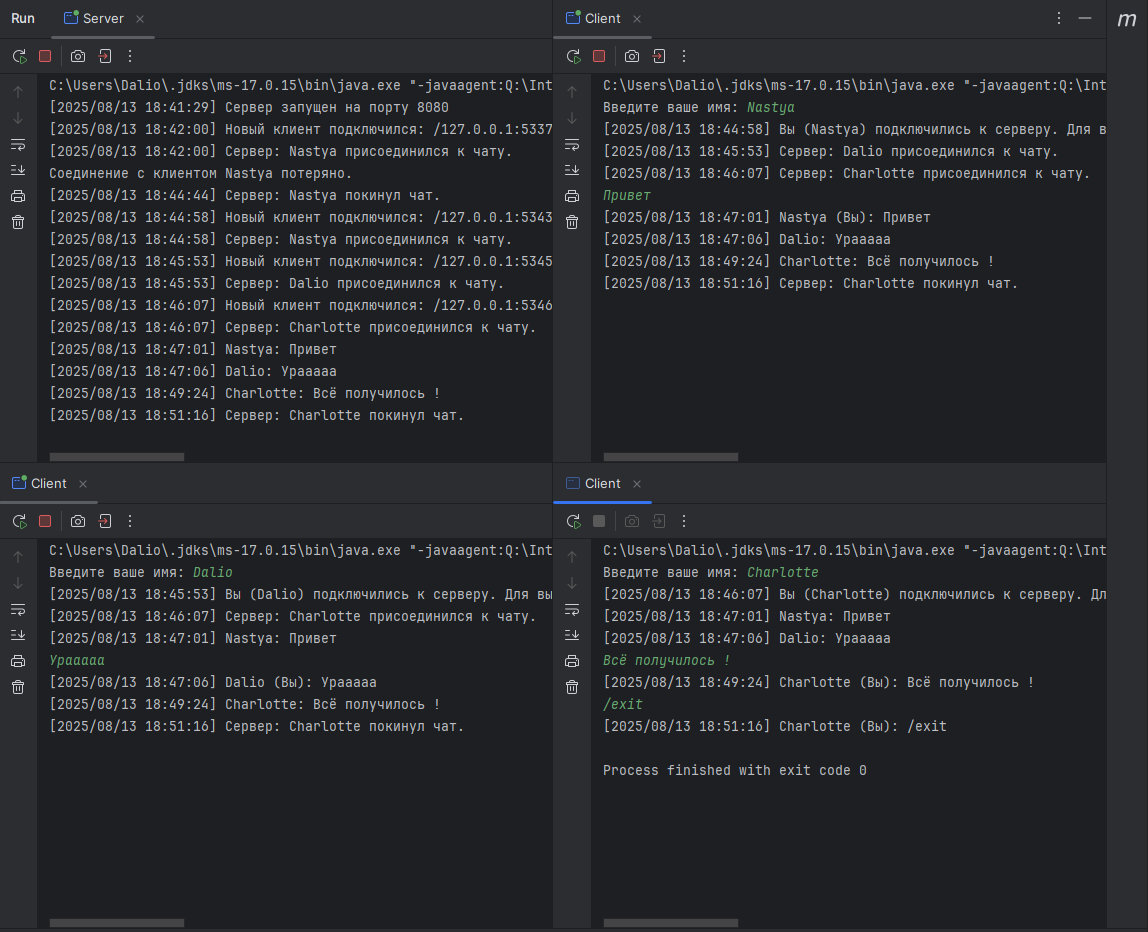 Run
Server
C:\Users\Dalio\.jdks\ms-17.0.15\bin\java.exe "-javaagent:Q:\Int
[2025/08/13 18:41:29] Сервер запущен на порту 8080
[2025/08/13 18:42:00] Новый клиент подключился: /127.0.0.1:5337
[2025/08/13 18:42:00] Сервер: Nastya присоединился к чату.
Соединение с клиентом Nastya потеряно.
[2025/08/13 18:44:44] Сервер: Nastya покинул чат.
[2025/08/13 18:44:58] Новый клиент подключился: /127.0.0.1:5343
[2025/08/13 18:44:58] Сервер: Nastya присоединился к чату.
[2025/08/13 18:45:53] Новый клиент подключился: /127.0.0.1:5345
[2025/08/13 18:45:53] Сервер: Dalio присоединился к чату.
[2025/08/13 18:46:07] Новый клиент подключился: /127.0.0.1:5346
[2025/08/13 18:46:07] Сервер: Charlotte присоединился к чату.
[2025/08/13 18:47:01] Nastya: Привет
[2025/08/13 18:47:06] Dalio: Урааааа
[2025/08/13 18:49:24] Charlotte: Всё получилось !
[2025/08/13 18:51:16] Сервер: Charlotte покинул чат.
Client
m
C:\Users\Dalio\.jdks\ms-17.0.15\bin\java.exe "-javaagent:Q:\Int
Введите ваше имя: Nastya
[2025/08/13 18:44:58] Вы (Nastya) подключились к серверу. Для в
[2025/08/13 18:45:53] Сервер: Dalio присоединился к чату.
[2025/08/13 18:46:07] Сервер: Charlotte присоединился к чату.
Привет
[2025/08/13 18:47:01] Nastya (Вы): Привет
[2025/08/13 18:47:06] Dalio: Урааааа
[2025/08/13 18:49:24] Charlotte: Всё получилось !
[2025/08/13 18:51:16] Сервер: Charlotte покинул чат.
Client
C:\Users\Dalio\.jdks\ms-17.0.15\bin\java.exe "-javaagent:Q:\Int
Введите ваше имя: Dalio
[2025/08/13 18:45:53] Вы (Dalio) подключились к серверу. Для вы
[2025/08/13 18:46:07] Сервер: Charlotte присоединился к чату.
[2025/08/13 18:47:01] Nastya: Привет
Урааааа
[2025/08/13 18:47:06] Dalio (Вы): Урааааа
[2025/08/13 18:49:24] Charlotte: Всё получилось !
[2025/08/13 18:51:16] Сервер: Charlotte покинул чат.
Client
C:\Users\Dalio\.jdks\ms-17.0.15\bin\java.exe "-javaagent:Q:\Int
Введите ваше имя: Charlotte
[2025/08/13 18:46:07] Вы (Charlotte) подключились к серверу. Дл
[2025/08/13 18:47:01] Nastya: Привет
[2025/08/13 18:47:06] Dalio: Урааааа
Всё получилось !
[2025/08/13 18:49:24] Charlotte (Вы): Всё получилось !
/exit
[2025/08/13 18:51:16] Charlotte (Вы): /exit
Process finished with exit code 0